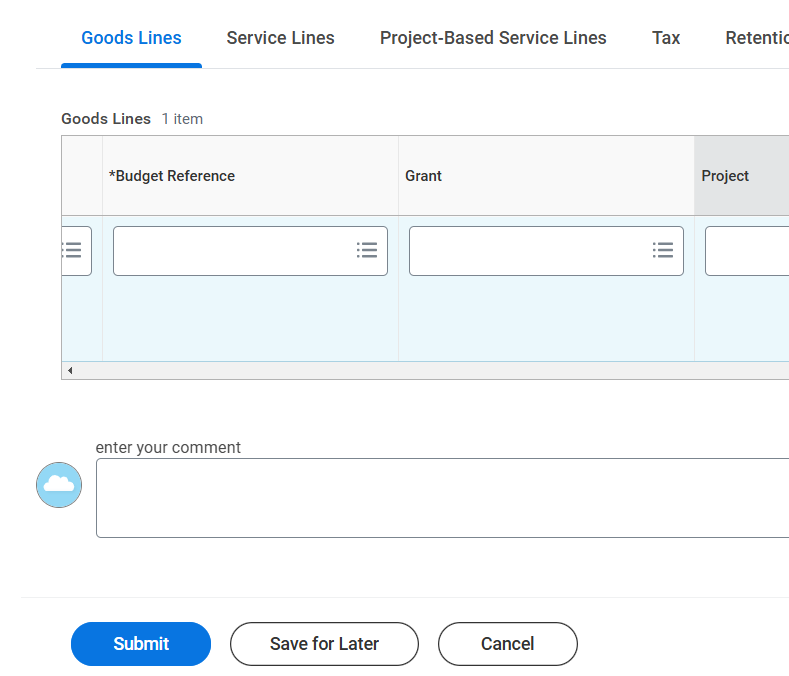 Goods Lines Service Lines Project-Based Service Lines Tax Retentio
Goods Lines 1 item
*Budget Reference Grant Project
enter your comment
Submit Save for Later Cancel